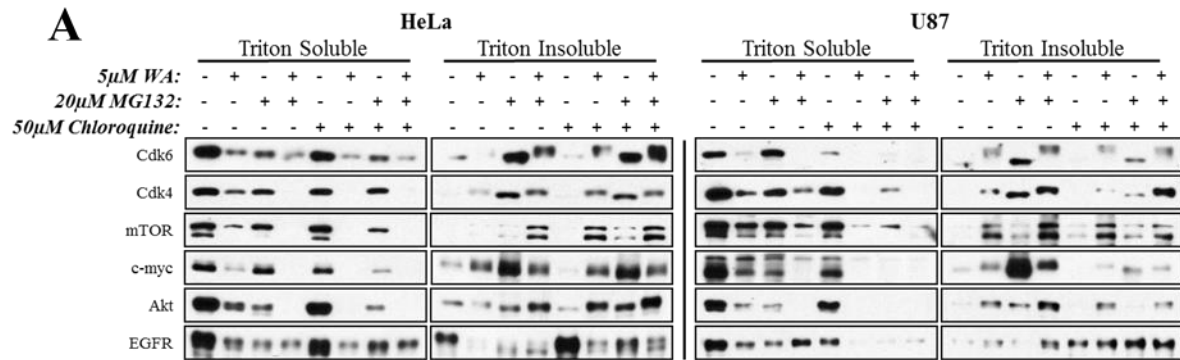 A
HeLa U87
Triton Soluble Triton Insoluble Triton Soluble Triton Insoluble
5µM WA: - + - + - + - + - + - + - + - + - + - + - + - + - + - + - + - +
20µM MG132: - - + + - - + + - - + + - - + + - - + + - - + + - - + + - - + +
50µM Chloroquine: - - - - + + + + - - - - + + + + - - - - + + + + - - - - + + + +
Cdk6
Cdk4
mTOR
c-myc
Akt
EGFR